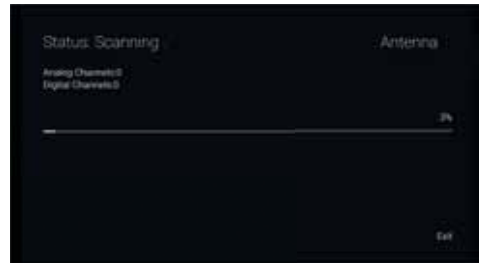 Status: Scanning
Antenna
Analog Channels:0
Digital Channels:0
3%
Exit